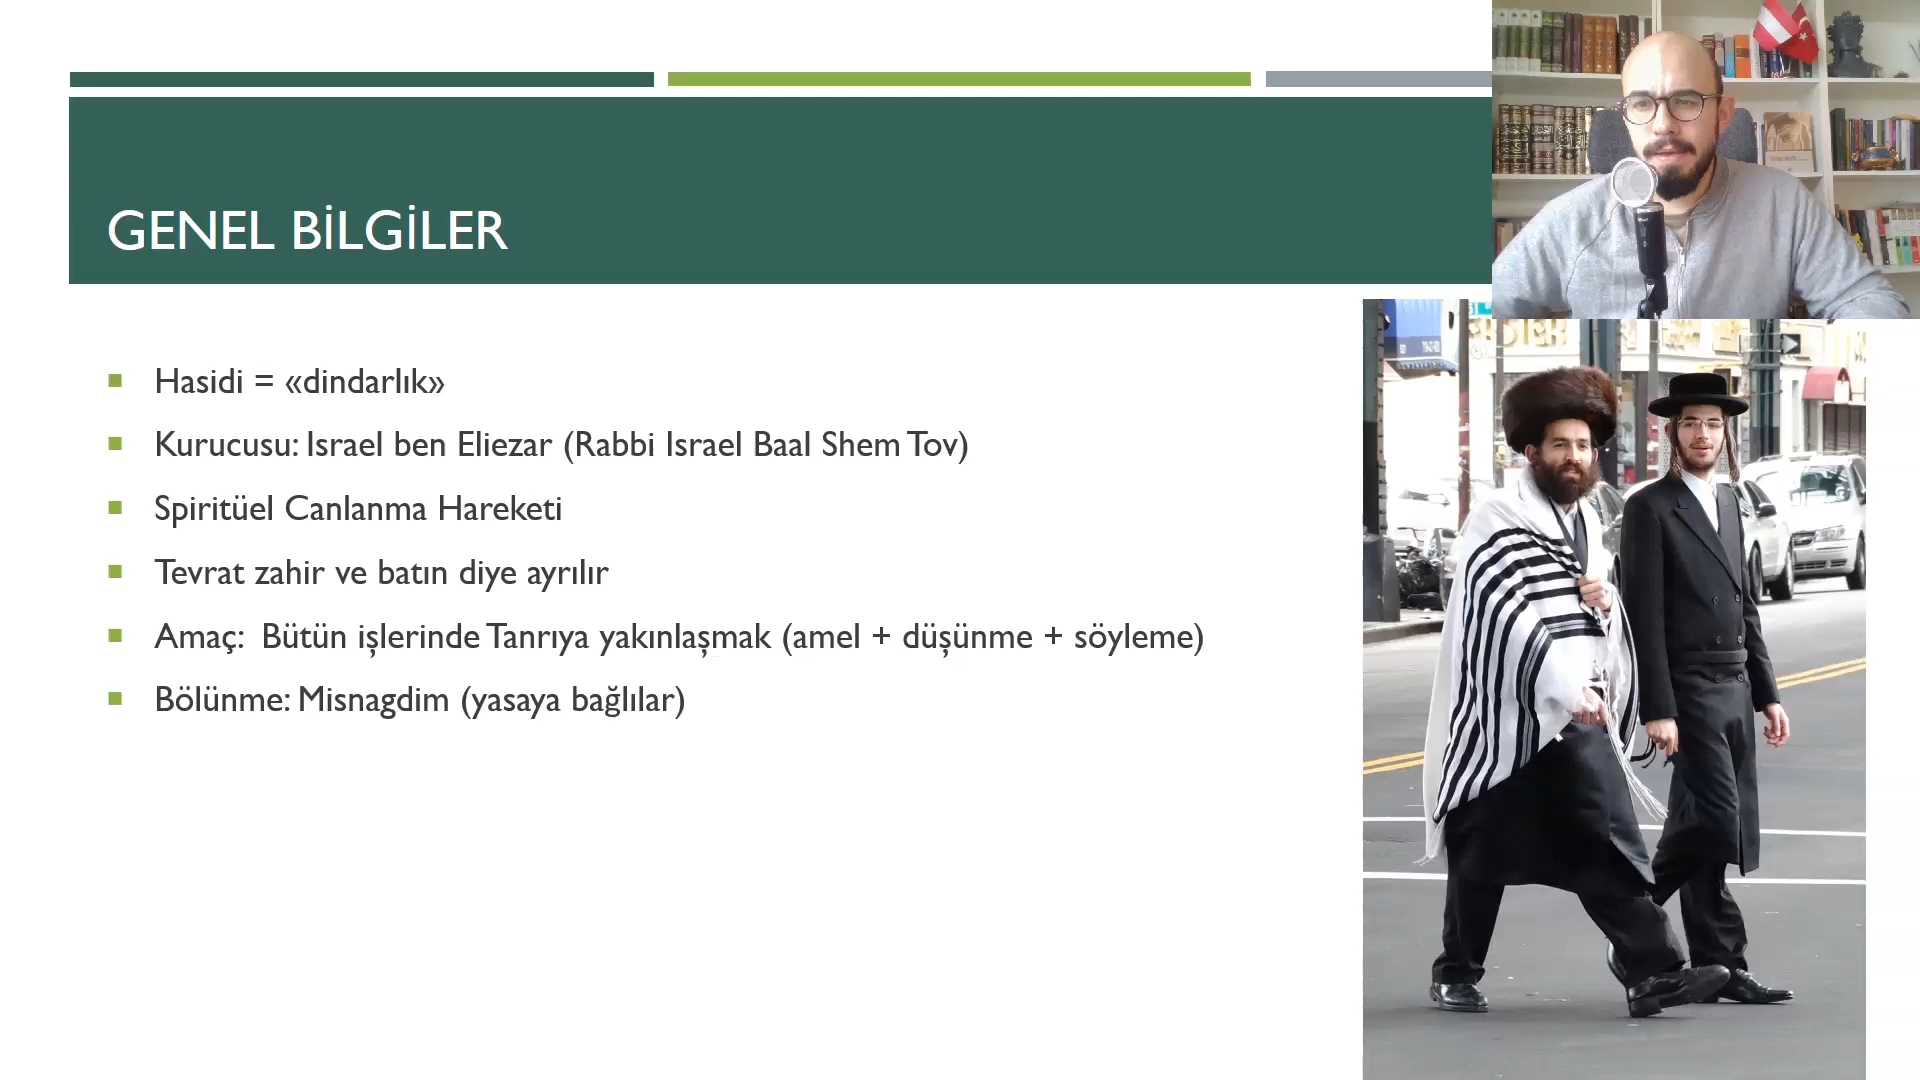 GENEL BİLGİLER
Hasidi = «dindarlık»
Kurucusu: Israel ben Eliezar (Rabbi Israel Baal Shem Tov)
Spiritüel Canlanma Hareketi
Tevrat zahir ve batın diye ayrılır
Amaç:  Bütün işlerinde Tanrıya yakınlaşmak (amel + düşünme + söyleme)
Bölünme: Misnagdim (yasaya bağlılar)